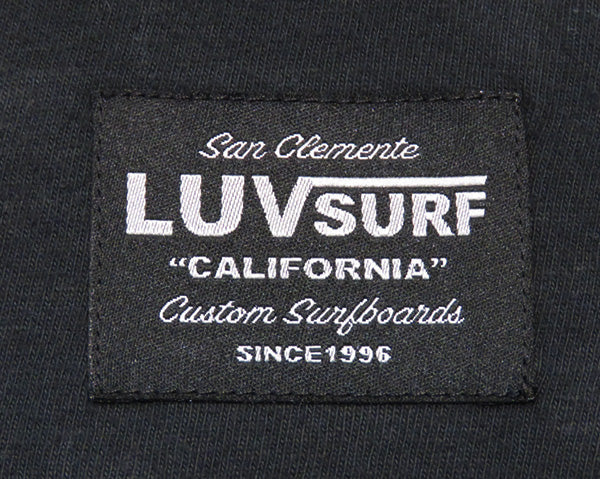 San Clemente
LUVSURF
“CALIFORNIA”
Custom Surfboards
SINCE1996